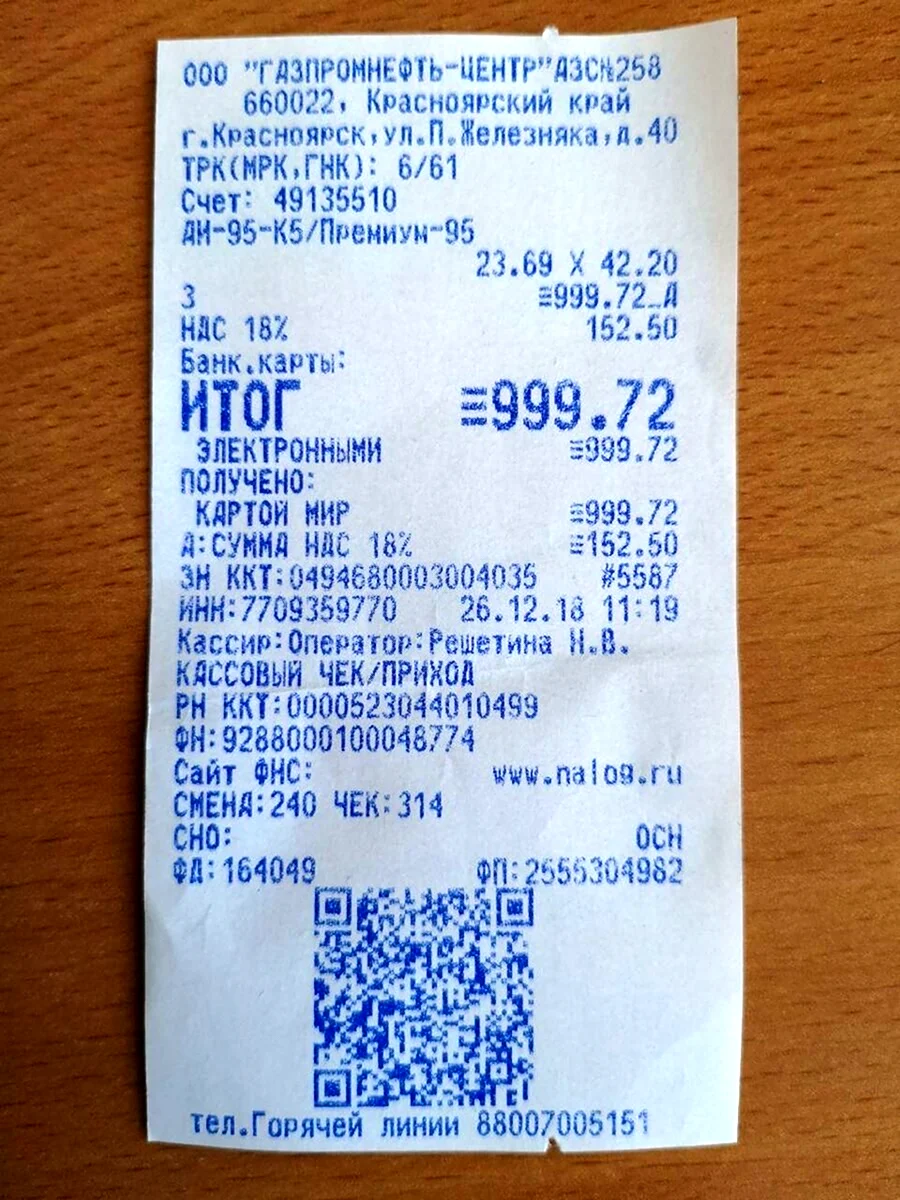 ООО "ГАЗПРОМНЕФТЬ-ЦЕНТР"АЗС№258
660022, Красноярский край
г.Красноярск,ул.П.Железняка,д.40
ТРК(МРК,ГНК): 6/61
Счет: 49135510
АИ-95-К5/Премиум-95
23.69 X 42.20
3 ≡999.72_А
НДС 18% 152.50
Банк.карты:
ИТОГ ≡999.72
ЭЛЕКТРОННЫМИ ≡999.72
ПОЛУЧЕНО:
КАРТОЙ МИР ≡999.72
А:СУММА НДС 18% ≡152.50
ЗН ККТ:0494680003004035 #5587
ИНН:7709359770 26.12.18 11:19
Кассир:Оператор:Решетина Н.В.
КАССОВЫЙ ЧЕК/ПРИХОД
РН ККТ:0000523044010499
ФН:9288000100048774
Сайт ФНС: www.nalog.ru
СМЕНА:240 ЧЕК:314
СНО: ОСН
ФД:164049 ФП:2555304982
тел.Горячей линии 88007005151